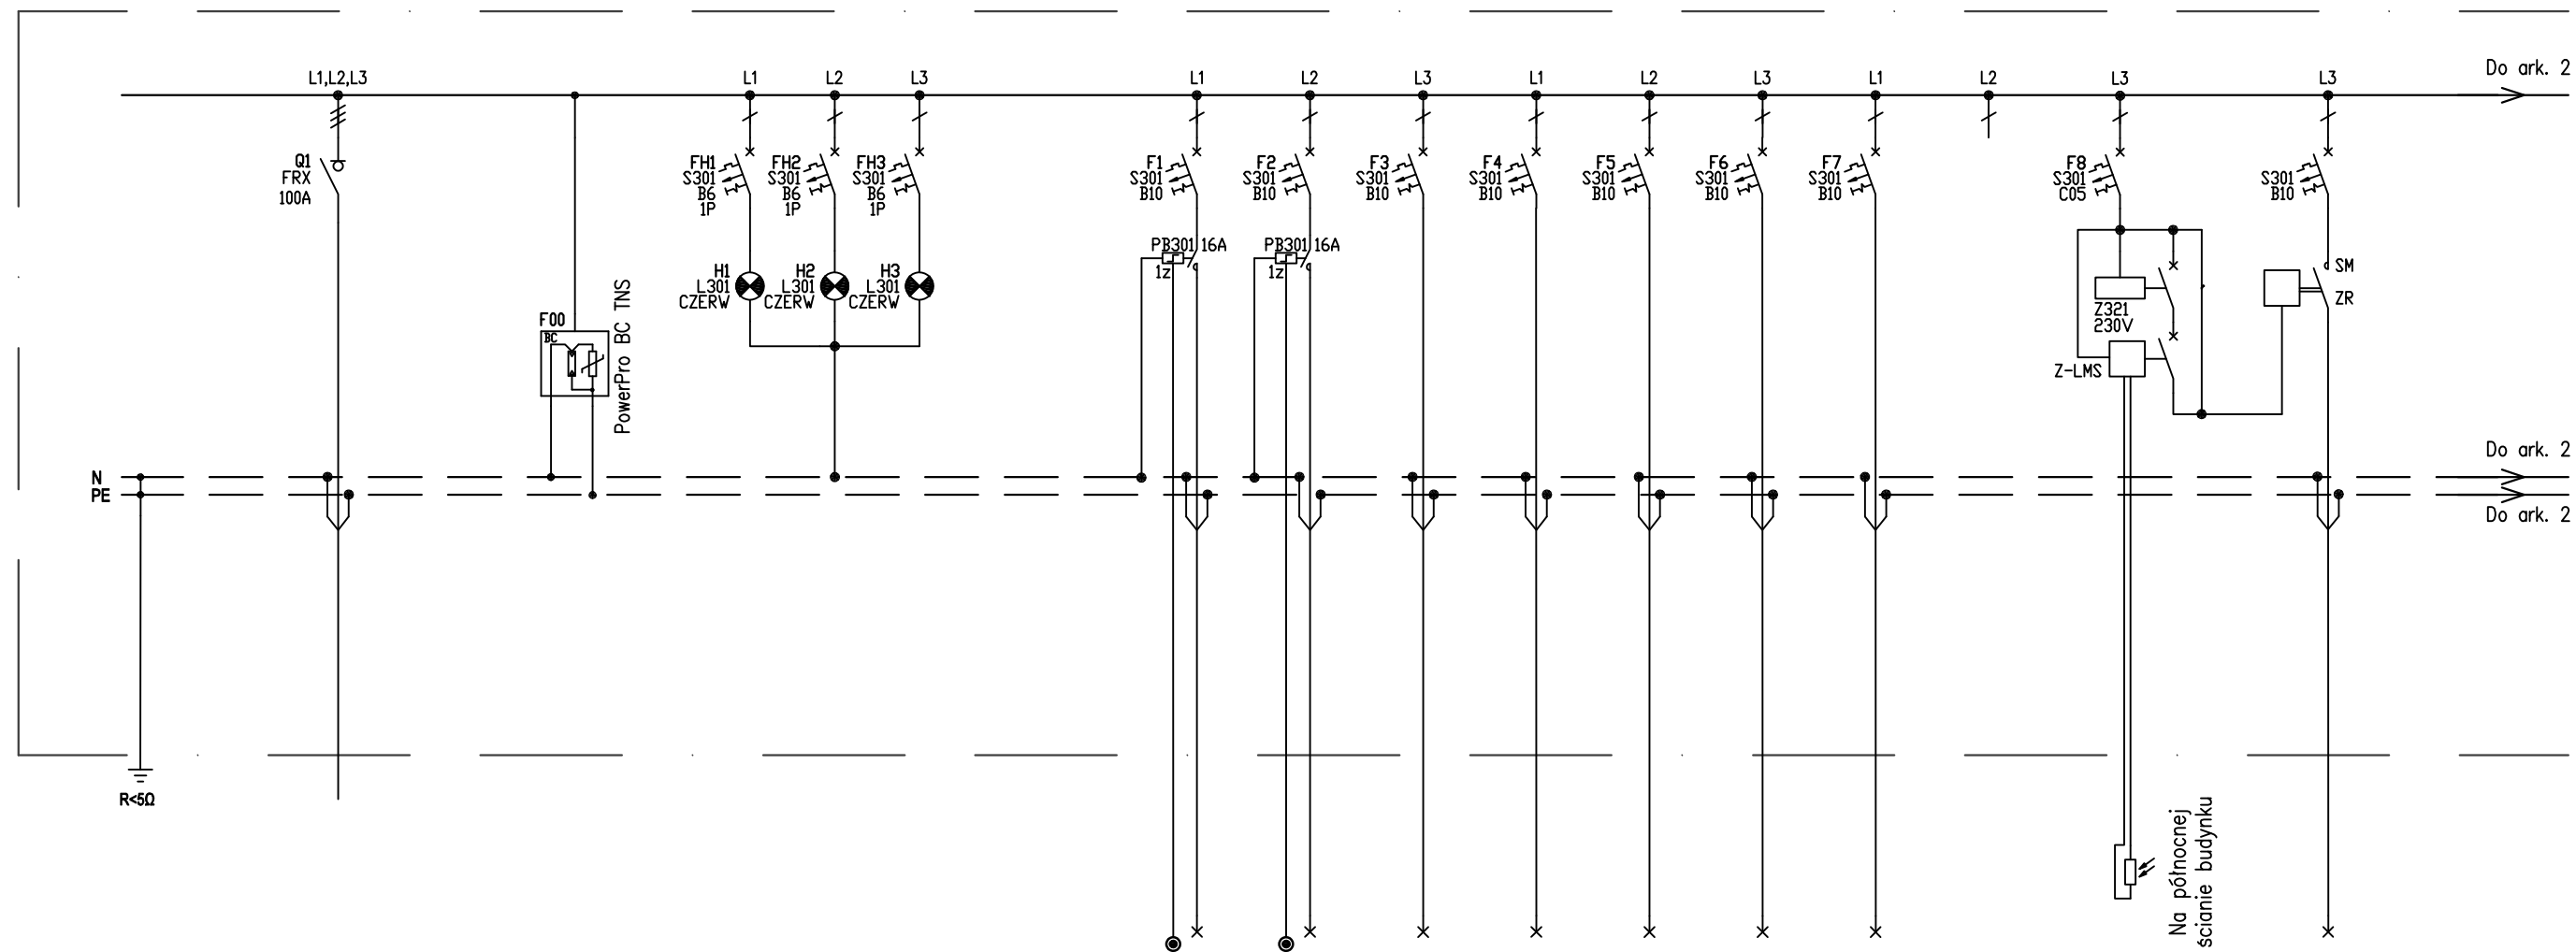 Do ark. 2
L1,L2,L3
L1
L2
L3
L1
L2
L3
L1
L2
L3
L1
L2
L3
L3
Q1
FRX
100A
FH1
S301
B6
1P
FH2
S301
B6
1P
FH3
S301
B6
1P
F1
S301
B10
F2
S301
B10
F3
S301
B10
F4
S301
B10
F5
S301
B10
F6
S301
B10
F7
S301
B10
F8
S301
C05
S301
B10
PB301 16A
1z
PB301 16A
1z
H1
L301
CZERW
H2
L301
CZERW
H3
L301
CZERW
SM
ZR
Z321
230V
Z-LMS
F00
BC
PowerPro BC TNS
N
PE
Do ark. 2
Do ark. 2
R<5Ω
Na północnej
ścianie budynku